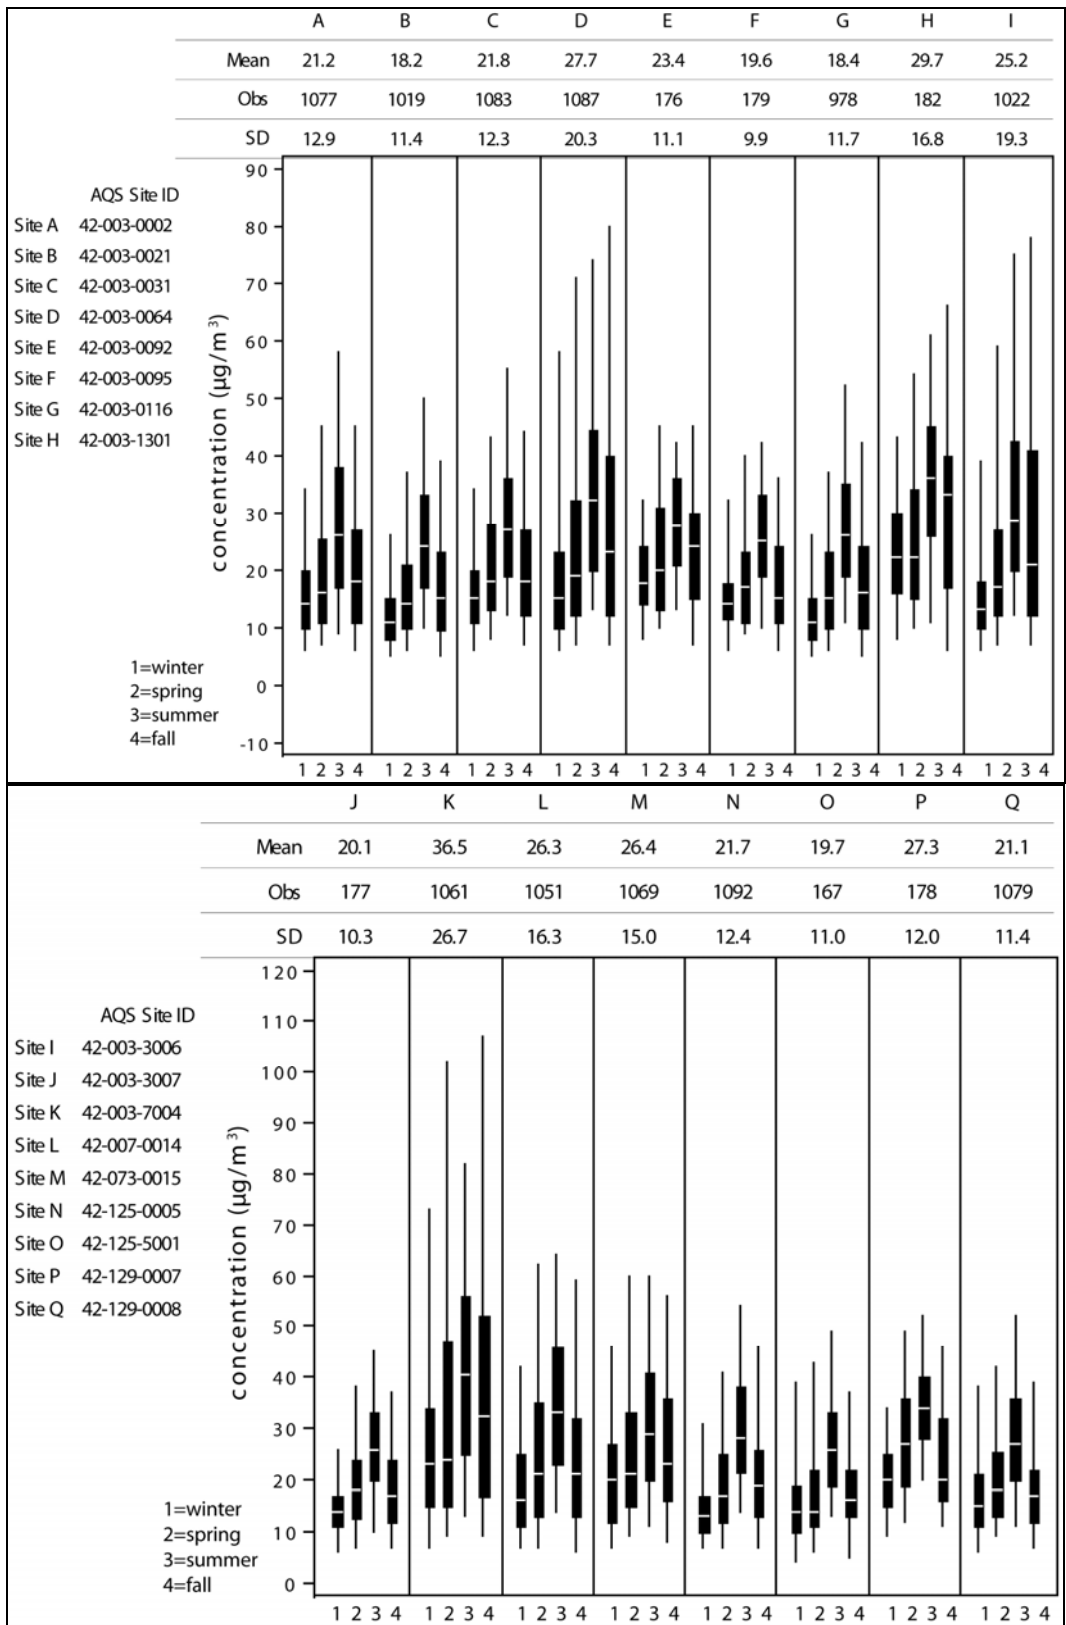 A B C D E F G H I
Mean 21.2 18.2 21.8 27.7 23.4 19.6 18.4 29.7 25.2
Obs 1077 1019 1083 1087 176 179 978 182 1022
SD 12.9 11.4 12.3 20.3 11.1 9.9 11.7 16.8 19.3
AQS Site ID
Site A 42-003-0002
Site B 42-003-0021
Site C 42-003-0031
Site D 42-003-0064
Site E 42-003-0092
Site F 42-003-0095
Site G 42-003-0116
Site H 42-003-1301
concentration (µg/m³)
90
80
70
60
50
40
30
20
10
0
-10
1=winter
2=spring
3=summer
4=fall
1 2 3 4 1 2 3 4 1 2 3 4 1 2 3 4 1 2 3 4 1 2 3 4 1 2 3 4 1 2 3 4 1 2 3 4
J K L M N O P Q
Mean 20.1 36.5 26.3 26.4 21.7 19.7 27.3 21.1
Obs 177 1061 1051 1069 1092 167 178 1079
SD 10.3 26.7 16.3 15.0 12.4 11.0 12.0 11.4
AQS Site ID
Site I 42-003-3006
Site J 42-003-3007
Site K 42-003-7004
Site L 42-007-0014
Site M 42-073-0015
Site N 42-125-0005
Site O 42-125-5001
Site P 42-129-0007
Site Q 42-129-0008
concentration (µg/m³)
120
110
100
90
80
70
60
50
40
30
20
10
0
1=winter
2=spring
3=summer
4=fall
1 2 3 4 1 2 3 4 1 2 3 4 1 2 3 4 1 2 3 4 1 2 3 4 1 2 3 4 1 2 3 4